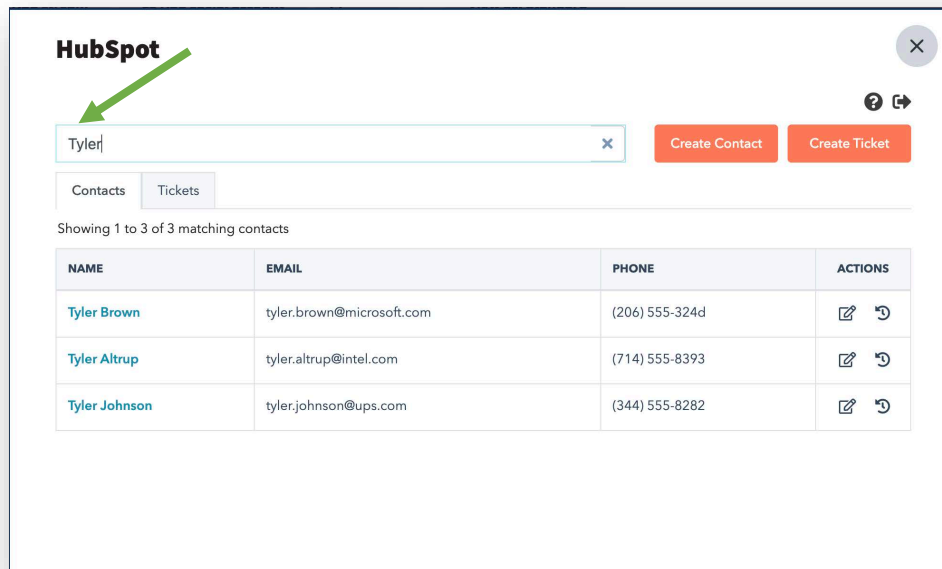 HubSpot
Tyler
Create Contact
Create Ticket
Contacts
Tickets
Showing 1 to 3 of 3 matching contacts
NAME EMAIL PHONE ACTIONS
Tyler Brown tyler.brown@microsoft.com (206) 555-324d
Tyler Altrup tyler.altrup@intel.com (714) 555-8393
Tyler Johnson tyler.johnson@ups.com (344) 555-8282